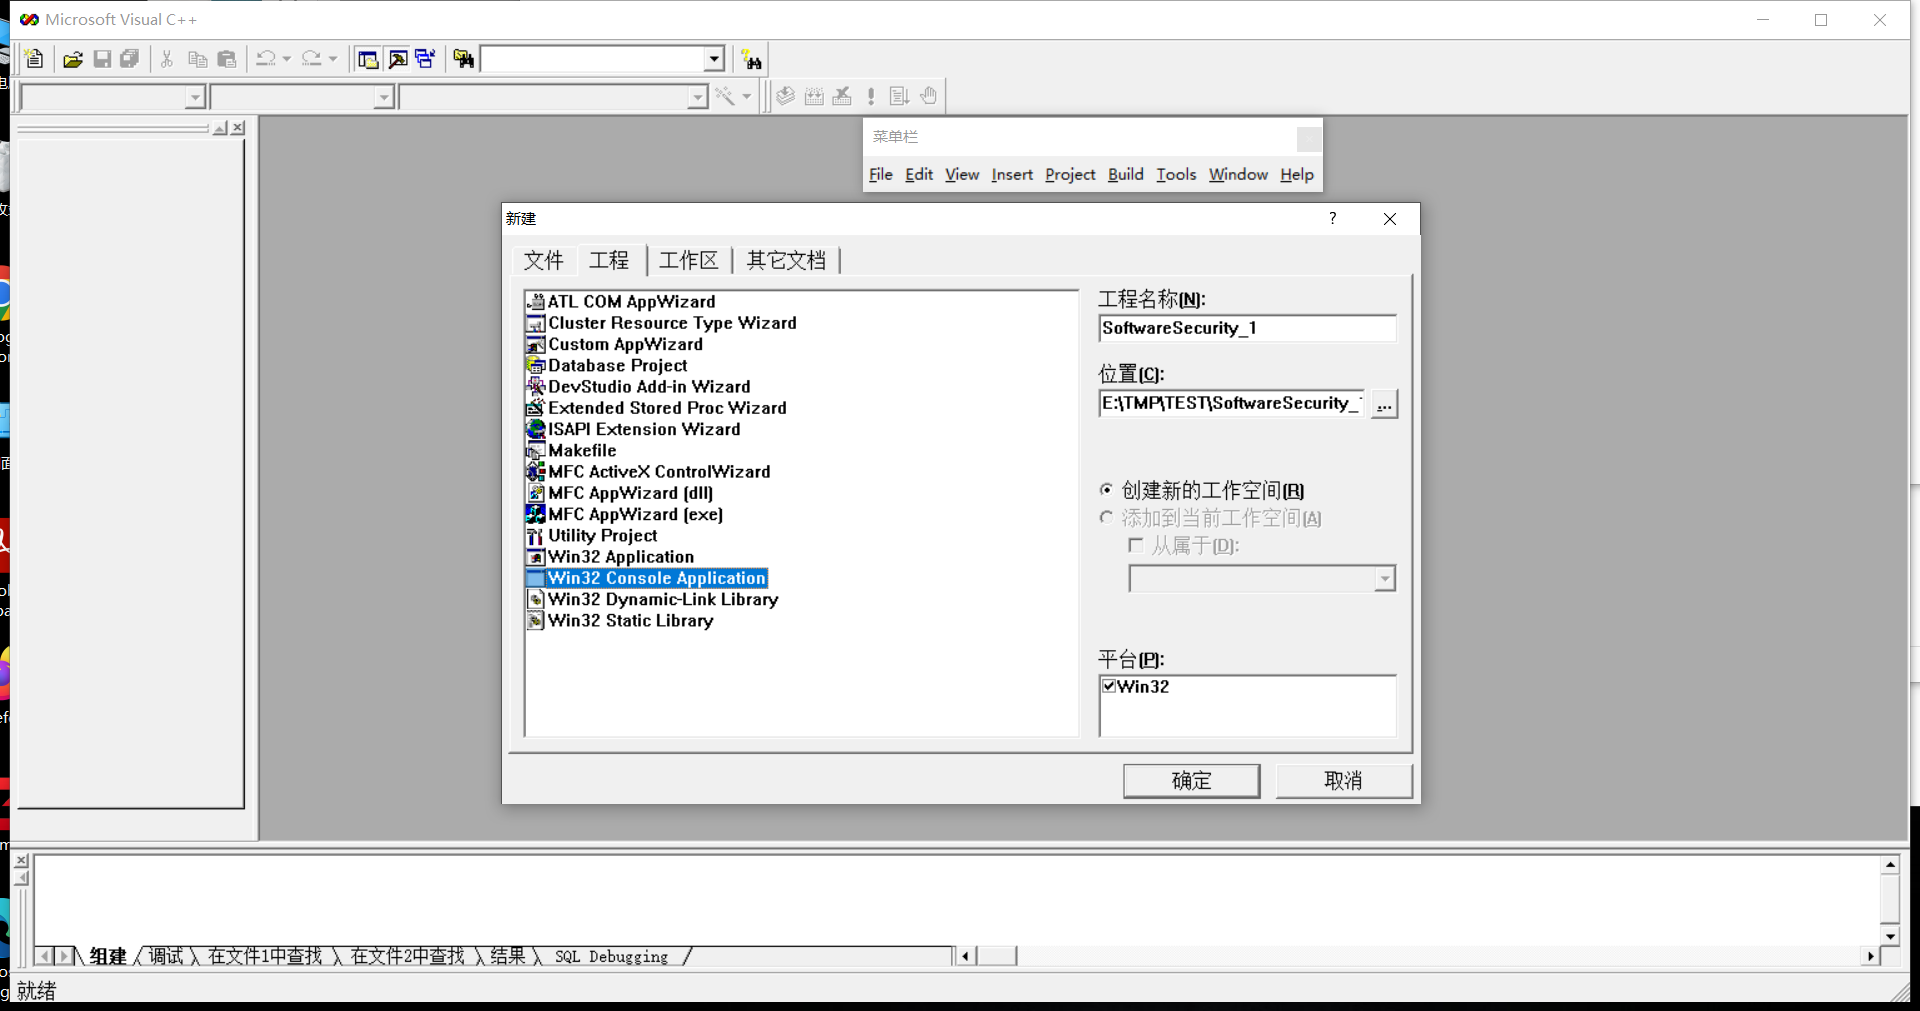 Microsoft Visual C++
菜单栏
File Edit View Insert Project Build Tools Window Help
新建
?
文件 工程 工作区 其它文档
ATL COM AppWizard
Cluster Resource Type Wizard
Custom AppWizard
Database Project
DevStudio Add-in Wizard
Extended Stored Proc Wizard
ISAPI Extension Wizard
Makefile
MFC ActiveX ControlWizard
MFC AppWizard (dll)
MFC AppWizard (exe)
Utility Project
Win32 Application
Win32 Console Application
Win32 Dynamic-Link Library
Win32 Static Library
工程名称(N):
SoftwareSecurity_1
位置(C):
E:\TMP\TEST\SoftwareSecurity_
...
创建新的工作空间(R)
添加到当前工作空间(A)
从属于(D):
平台(P):
Win32
确定 取消
组建 调试 在文件1中查找 在文件2中查找 结果 SQL Debugging
就绪